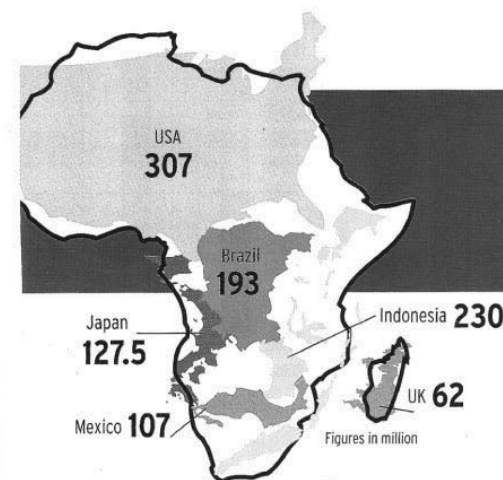 USA
307
Brazil
193
Japan
127.5
Indonesia 230
Mexico 107
UK 62
Figures in million